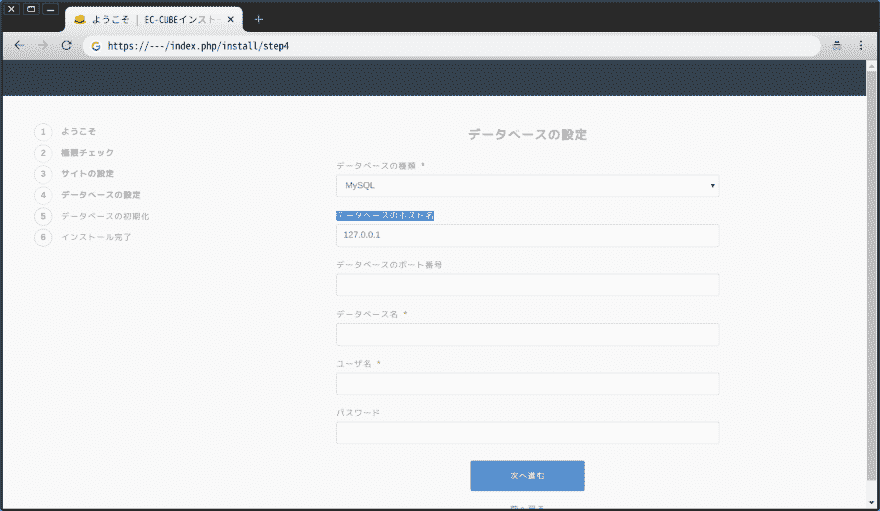 ようこそ | EC-CUBEインスト
https://---/index.php/install/step4
1 ようこそ
2 権限チェック
3 サイトの設定
4 データベースの設定
5 データベースの初期化
6 インストール完了
データベースの設定
データベースの種類 *
MySQL
データベースのホスト名
127.0.0.1
データベースのポート番号
データベース名 *
ユーザ名 *
パスワード
次へ進む